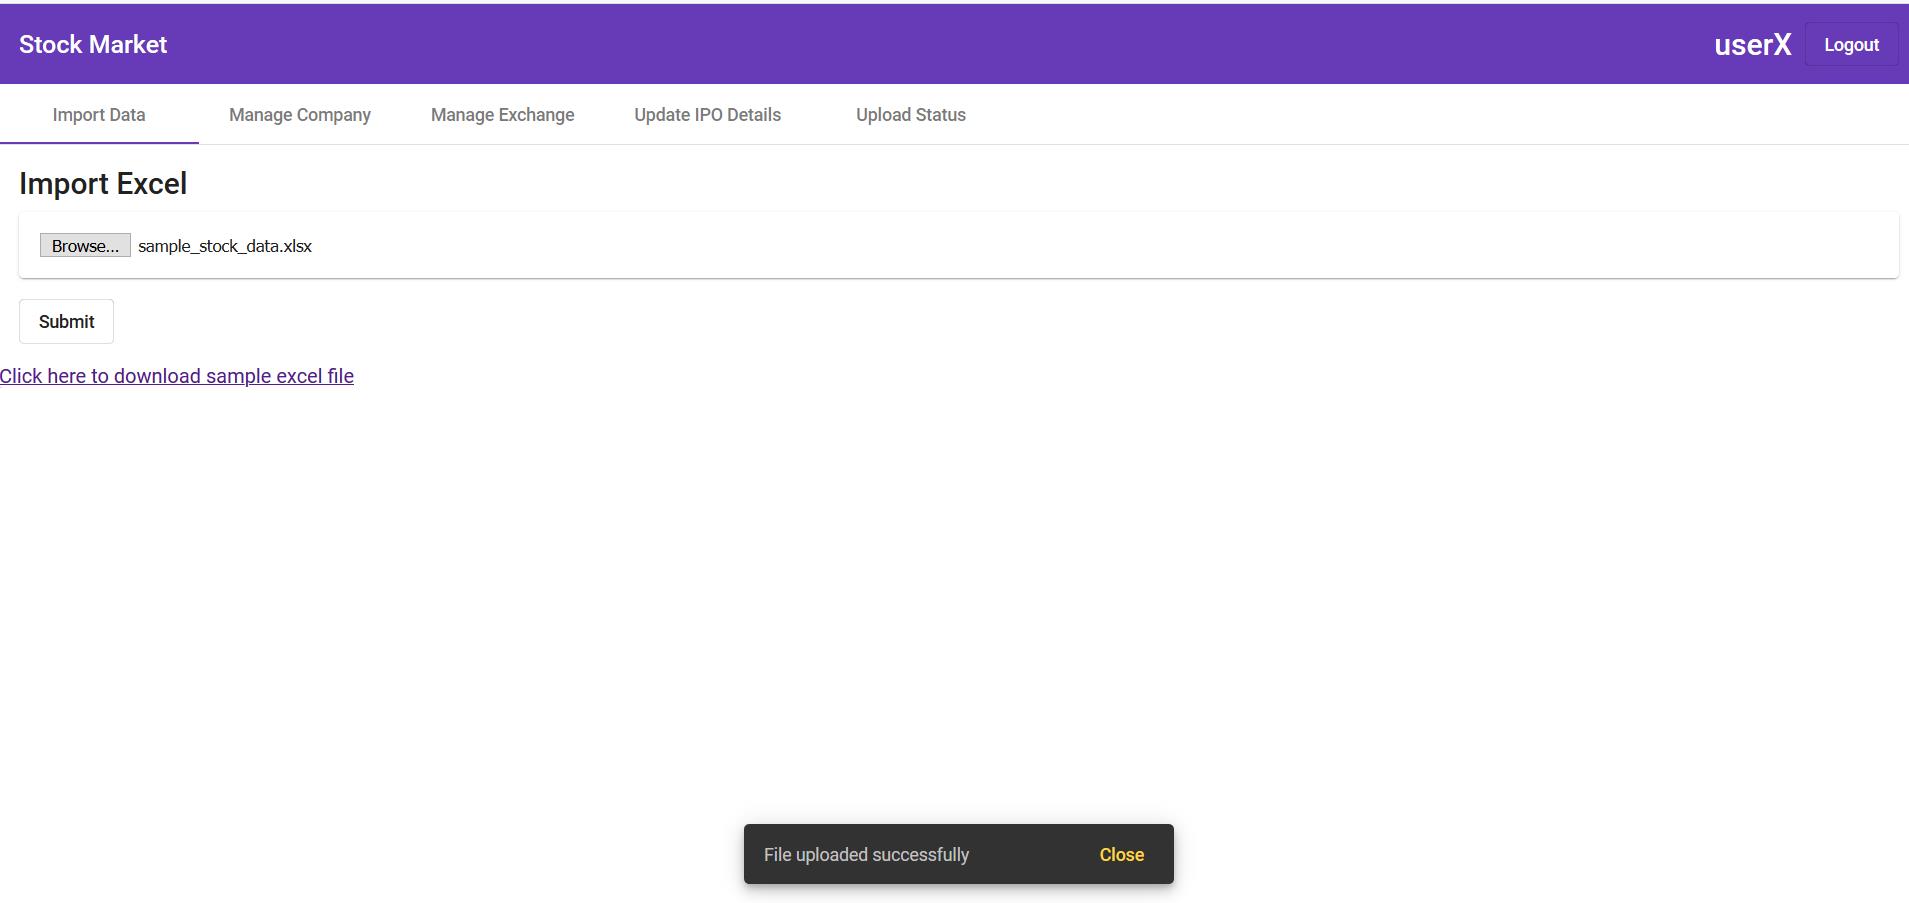 Stock Market
userX Logout
Import Data Manage Company Manage Exchange Update IPO Details Upload Status
Import Excel
Browse... sample_stock_data.xlsx
Submit
Click here to download sample excel file
File uploaded successfully Close